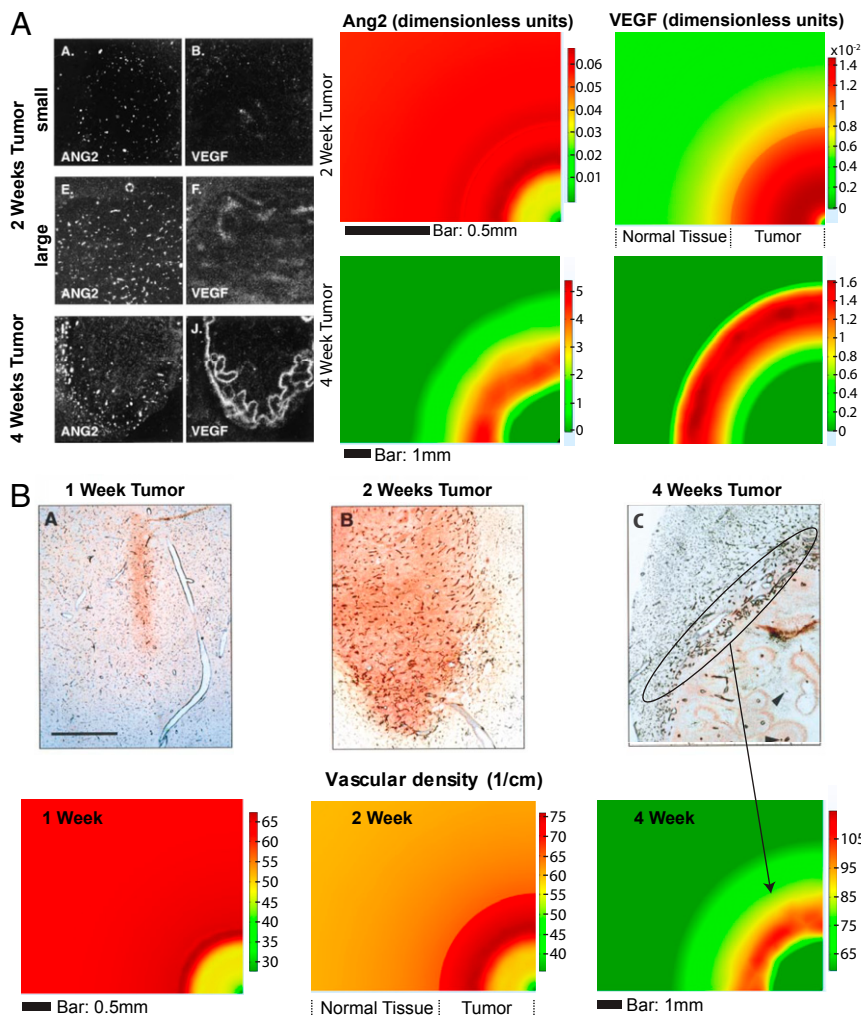 A
Ang2 (dimensionless units)
VEGF (dimensionless units)
2 Weeks Tumor
small
large
4 Weeks Tumor
A.
ANG2
B.
VEGF
E.
ANG2
F.
VEGF
ANG2
J.
VEGF
2 Week Tumor
0.06
0.05
0.04
0.03
0.02
0.01
Bar: 0.5mm
x10-2
1.4
1.2
1
0.8
0.6
0.4
0.2
0
Normal Tissue
Tumor
4 Week Tumor
5
4
3
2
1
0
Bar: 1mm
1.6
1.4
1.2
1
0.8
0.6
0.4
0.2
0
B
1 Week Tumor
2 Weeks Tumor
4 Weeks Tumor
A
B
C
Vascular density (1/cm)
1 Week
65
60
55
50
45
40
35
30
Bar: 0.5mm
2 Week
75
70
65
60
55
50
45
40
Normal Tissue
Tumor
4 Week
105
95
85
75
65
Bar: 1mm